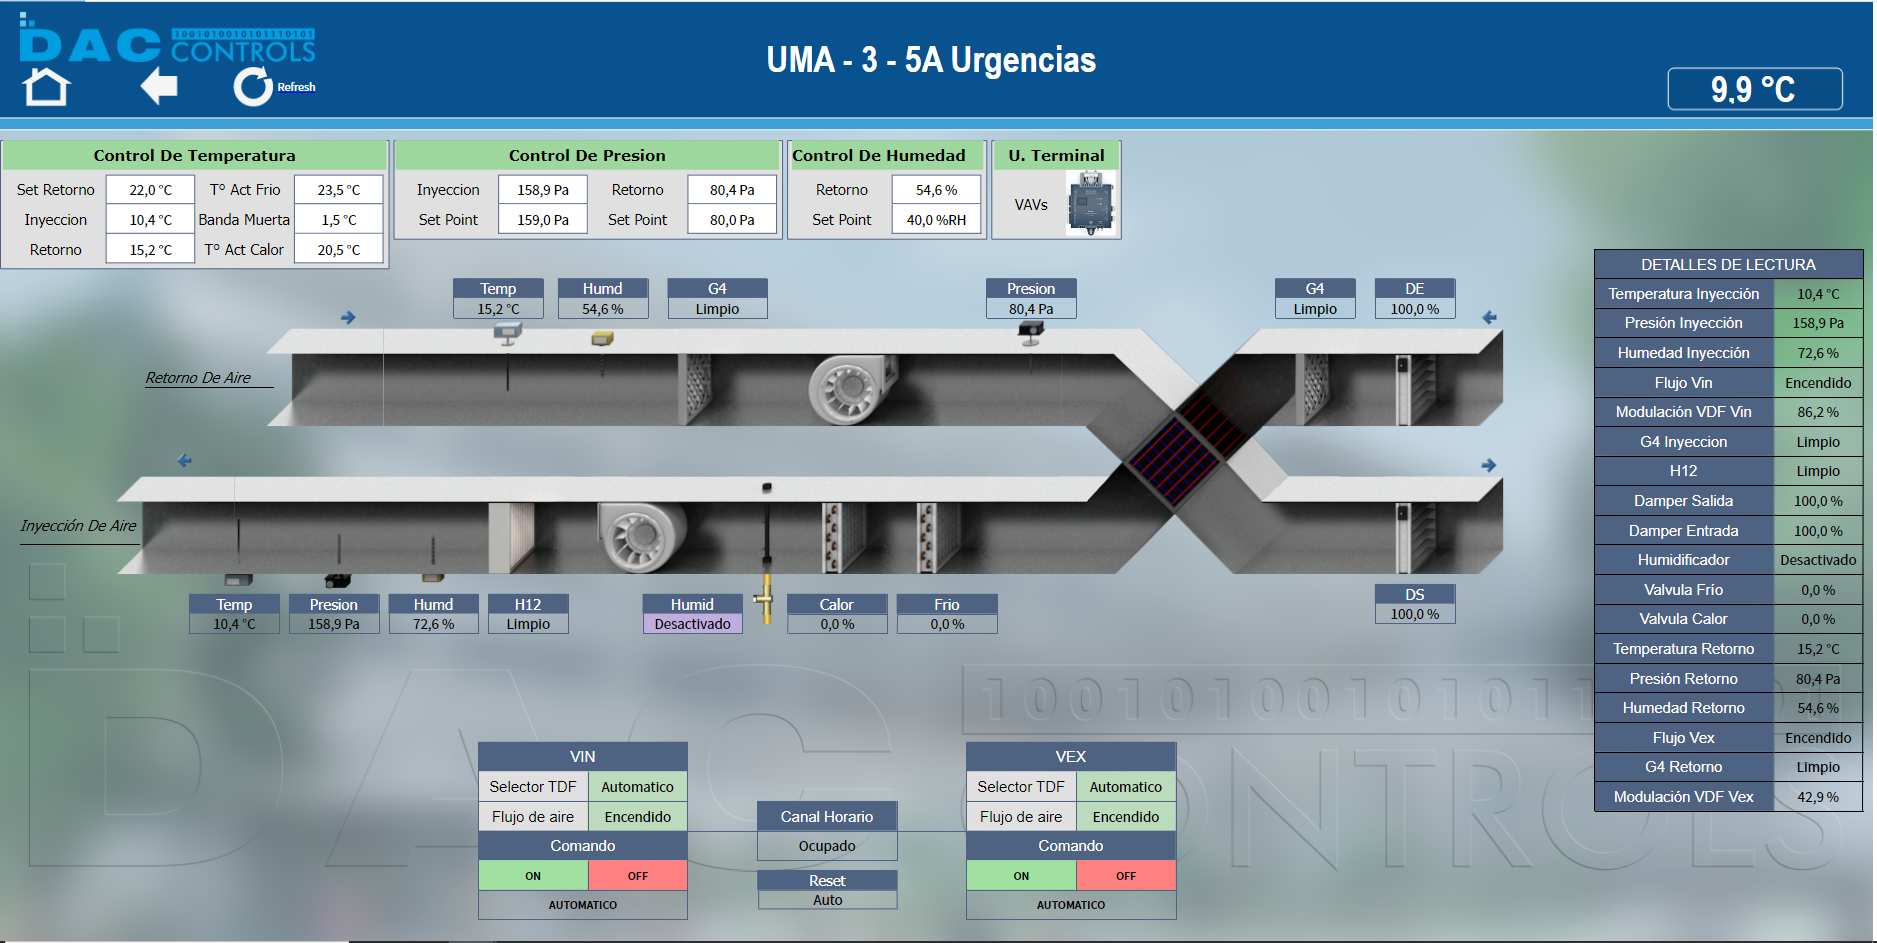 DAC 1001010010101110101
CONTROLS
Refresh
UMA - 3 - 5A Urgencias
9,9 °C
Control De Temperatura
Set Retorno 22,0 °C T° Act Frio 23,5 °C
Inyeccion 10,4 °C Banda Muerta 1,5 °C
Retorno 15,2 °C T° Act Calor 20,5 °C
Control De Presion
Inyeccion 158,9 Pa Retorno 80,4 Pa
Set Point 159,0 Pa Set Point 80,0 Pa
Control De Humedad
Retorno 54,6 %
Set Point 40,0 %RH
U. Terminal
VAVs
Temp Humd G4 Presion G4 DE
15,2 °C 54,6 % Limpio 80,4 Pa Limpio 100,0 %
Retorno De Aire
Inyección De Aire
Temp Presion Humd H12 Humid Calor Frio
10,4 °C 158,9 Pa 72,6 % Limpio Desactivado 0,0 % 0,0 %
DS
100,0 %
DETALLES DE LECTURA
Temperatura Inyección 10,4 °C
Presión Inyección 158,9 Pa
Humedad Inyección 72,6 %
Flujo Vin Encendido
Modulación VDF Vin 86,2 %
G4 Inyeccion Limpio
H12 Limpio
Damper Salida 100,0 %
Damper Entrada 100,0 %
Humidificador Desactivado
Valvula Frío 0,0 %
Valvula Calor 0,0 %
Temperatura Retorno 15,2 °C
Presión Retorno 80,4 Pa
Humedad Retorno 54,6 %
Flujo Vex Encendido
G4 Retorno Limpio
Modulación VDF Vex 42,9 %
VIN
Selector TDF Automatico
Flujo de aire Encendido
Comando
ON OFF
AUTOMATICO
Canal Horario
Ocupado
Reset
Auto
VEX
Selector TDF Automatico
Flujo de aire Encendido
Comando
ON OFF
AUTOMATICO
DAC
CONTROLS